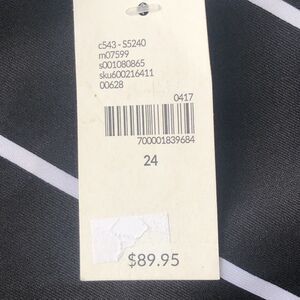 c543 - S5240
m07599
s001080865
sku600216411
00628
0417
700001839684
24
$89.95